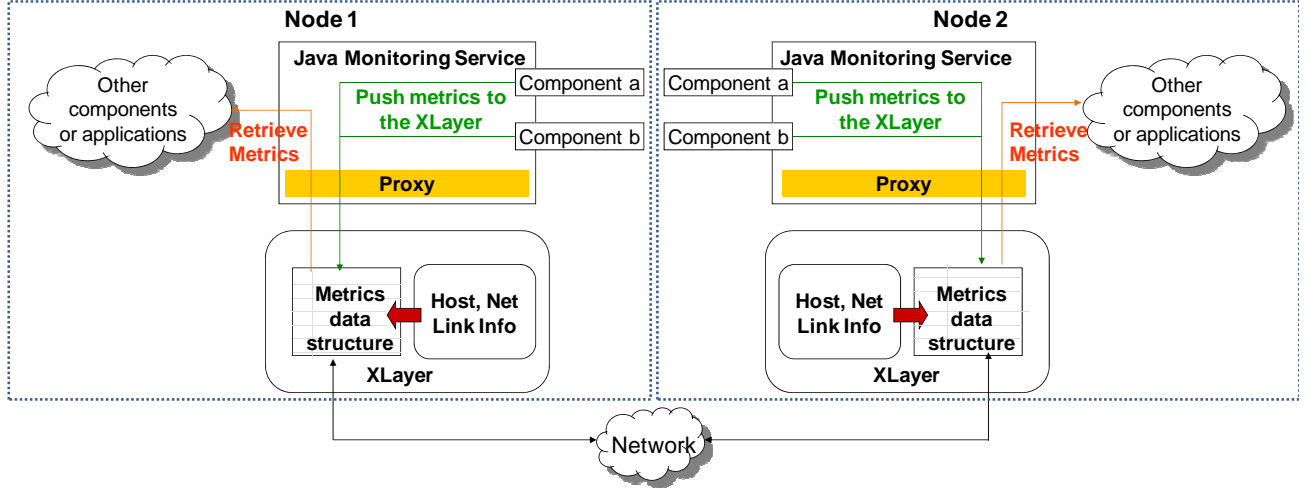 Node 1
Java Monitoring Service
Other
components
or applications
Component a
Push metrics to
the XLayer
Component b
Retrieve
Metrics
Proxy
Metrics
data
structure
Host, Net
Link Info
XLayer
Node 2
Java Monitoring Service
Component a
Push metrics to
the XLayer
Component b
Other
components
or applications
Retrieve
Metrics
Proxy
Host, Net
Link Info
Metrics
data
structure
XLayer
Network